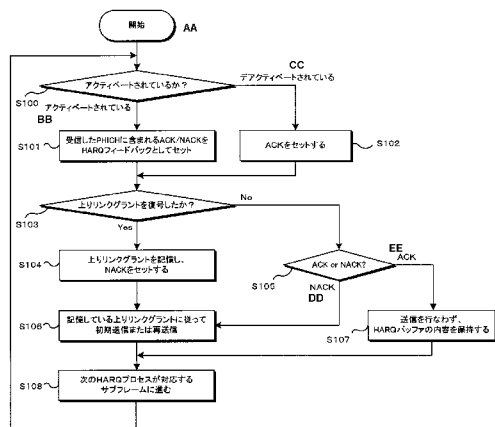 開始
AA
CC
アクティベートされているか？
デアクティベートされている
S100
アクティベートされている
BB
受信したPHICHに含まれるACK/NACKを
HARQフィードバックとしてセット
S101
ACKをセットする
S102
上りリンクグラントを復号したか？
No
S103
Yes
上りリンクグラントを記憶し、
NACKをセットする
S104
ACK or NACK?
EE
ACK
S105
NACK
DD
記憶している上りリンクグラントに従って
初期送信または再送信
S106
送信を行なわず、
HARQバッファの内容を保持する
S107
次のHARQプロセスが対応する
サブフレームに進む
S108